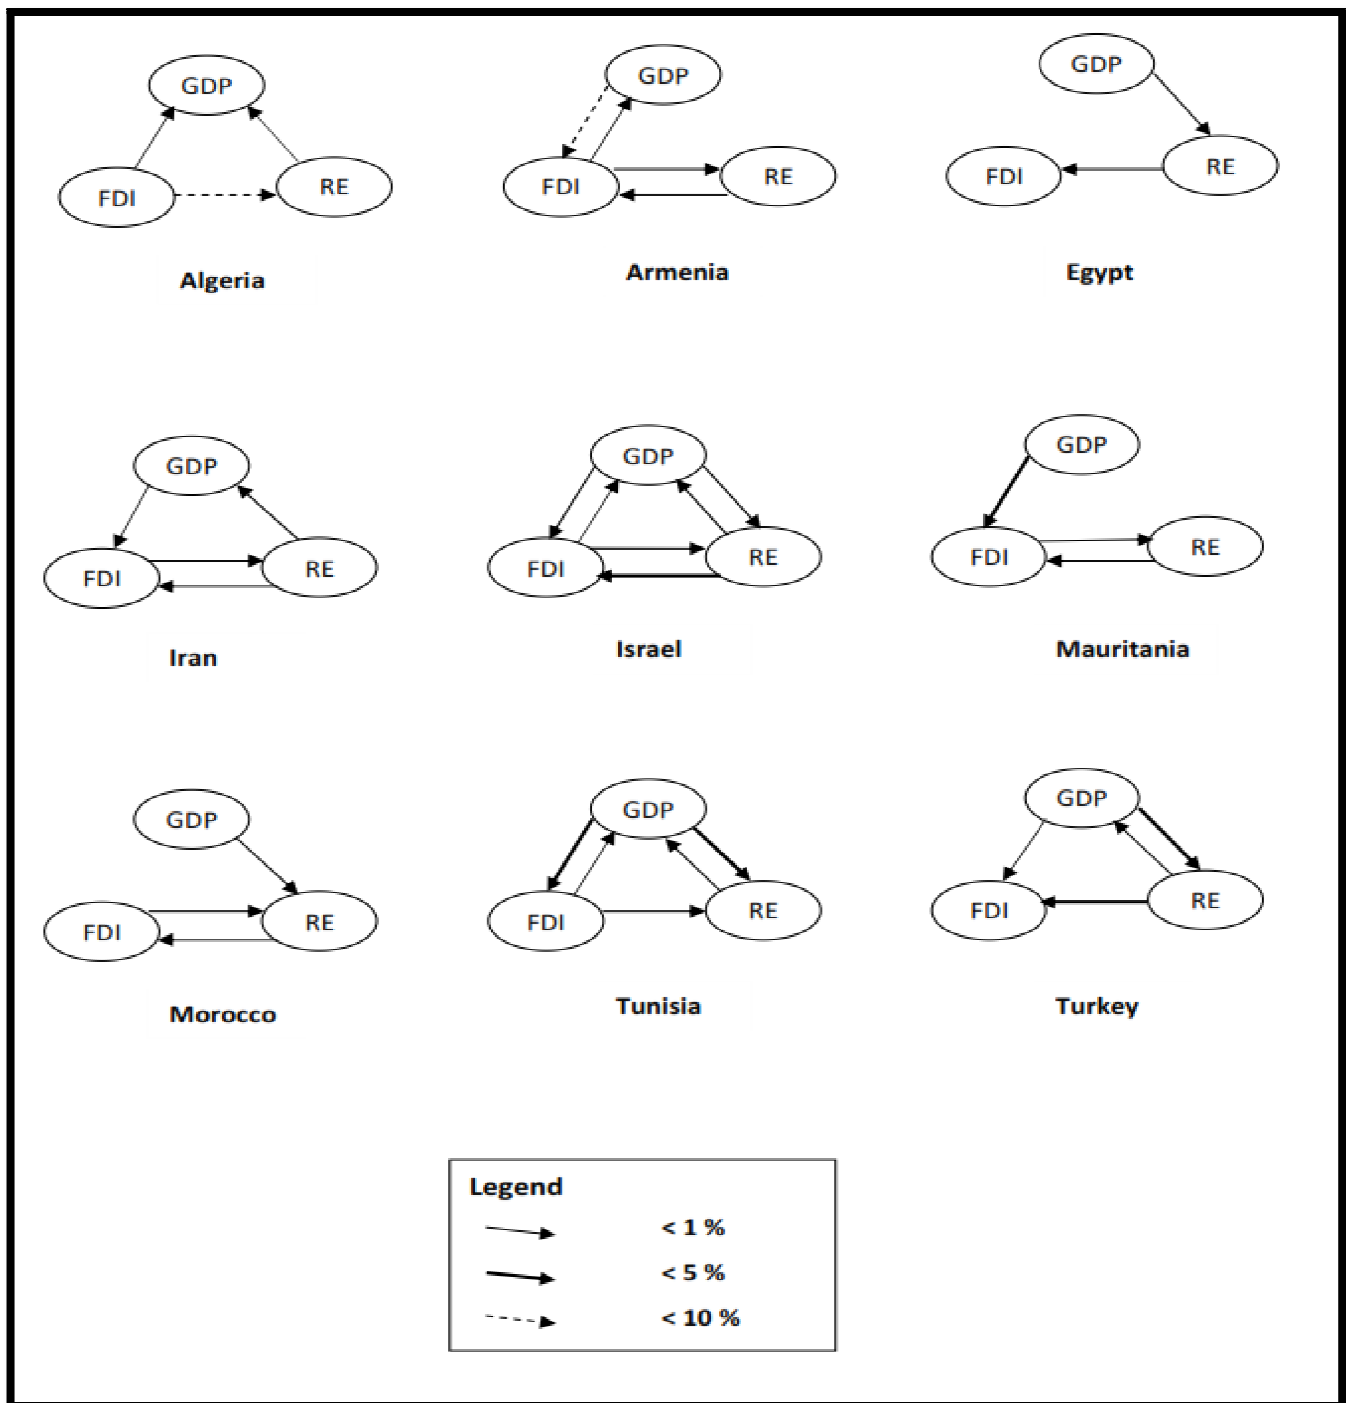 GDP
FDI
RE
Algeria
GDP
FDI
RE
Armenia
GDP
FDI
RE
Egypt
GDP
FDI
RE
Iran
GDP
FDI
RE
Israel
GDP
FDI
RE
Mauritania
GDP
FDI
RE
Morocco
GDP
FDI
RE
Tunisia
GDP
FDI
RE
Turkey
Legend
< 1 %
< 5 %
< 10 %